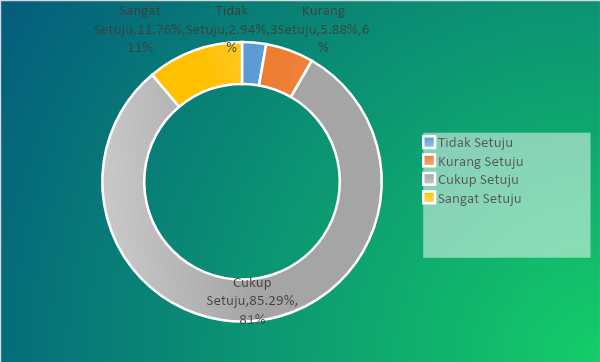 Sangat
Setuju,11.76%,
11%
Tidak
Setuju,2.94%,3
%
Kurang
Setuju,5.88%,6
%
Tidak Setuju
Kurang Setuju
Cukup Setuju
Sangat Setuju
Cukup
Setuju,85.29%,
81%